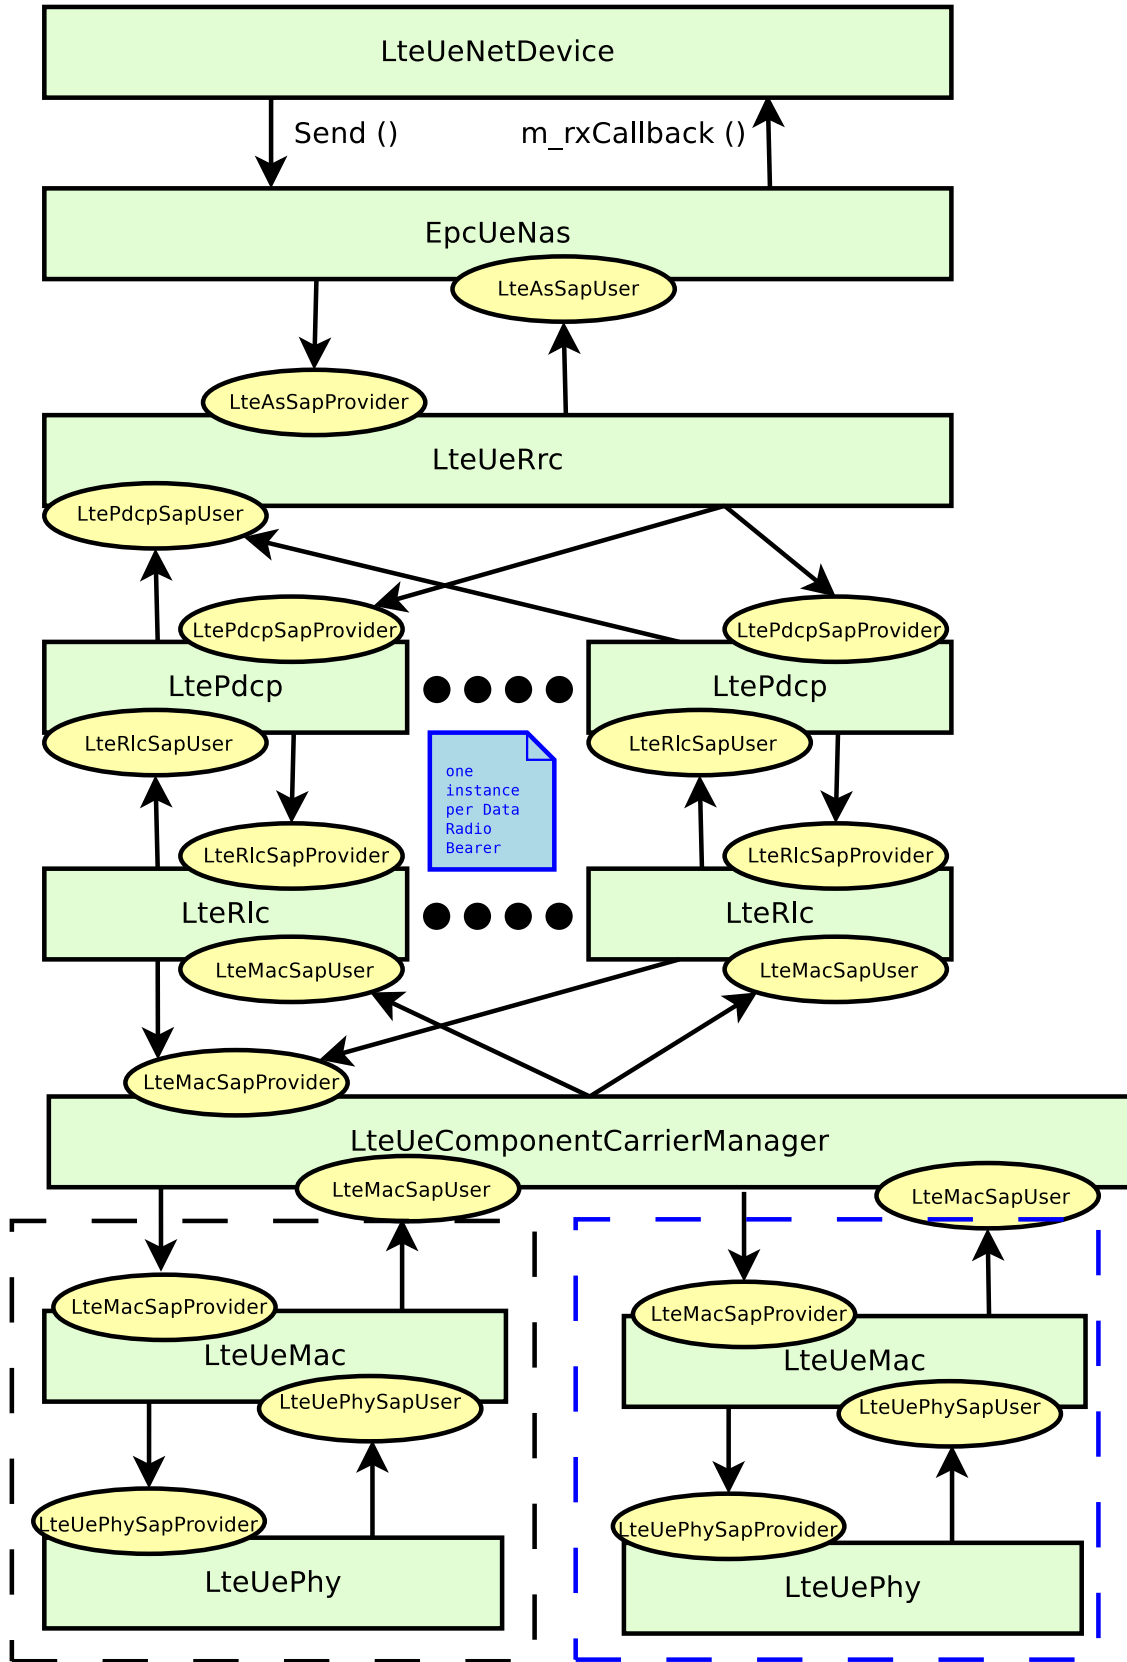 LteUeNetDevice
Send ()
m_rxCallback ()
EpcUeNas
LteAsSapUser
LteAsSapProvider
LteUeRrc
LtePdcpSapUser
LtePdcpSapProvider
LtePdcpSapProvider
LtePdcp
LtePdcp
LteRlcSapUser
LteRlcSapUser
one
instance
per Data
Radio
Bearer
LteRlcSapProvider
LteRlcSapProvider
LteRlc
LteRlc
LteMacSapUser
LteMacSapUser
LteMacSapProvider
LteUeComponentCarrierManager
LteMacSapUser
LteMacSapUser
LteMacSapProvider
LteMacSapProvider
LteUeMac
LteUeMac
LteUePhySapUser
LteUePhySapUser
LteUePhySapProvider
LteUePhySapProvider
LteUePhy
LteUePhy